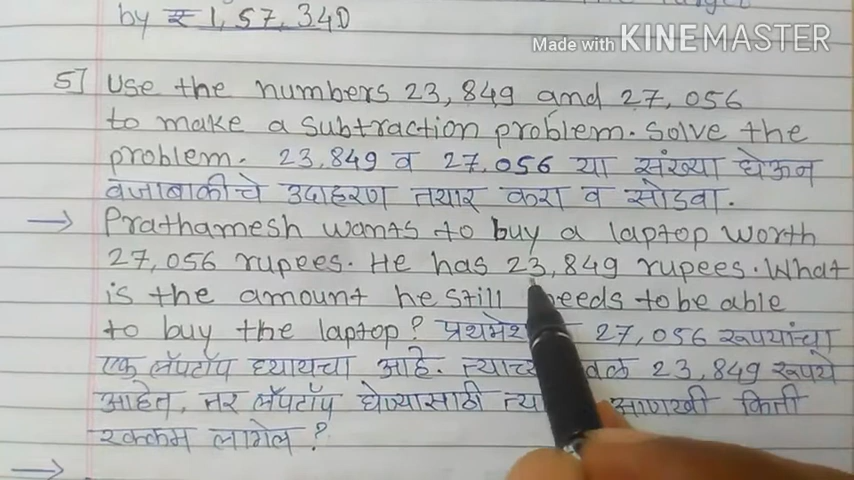 by ₹ 1,57,340
Made with KINEMASTER
5] Use the numbers 23,849 and 27,056
to make a subtraction problem. Solve the
problem. 23,849 व 27,056 या संख्या घेऊन
वजाबाकीचे उदाहरण तयार करा व सोडवा.
→ Prathamesh wants to buy a laptop worth
27,056 rupees. He has 23,849 rupees. What
is the amount he still needs to be able
to buy the laptop? 27,056 रूपयांचा
एक लॅपटॉप घ्यायचा आहे. 23,849 रूपये
आहेत. तर लॅपटॉप घेण्यासाठी आणखी किती
रक्कम लागेल?
→